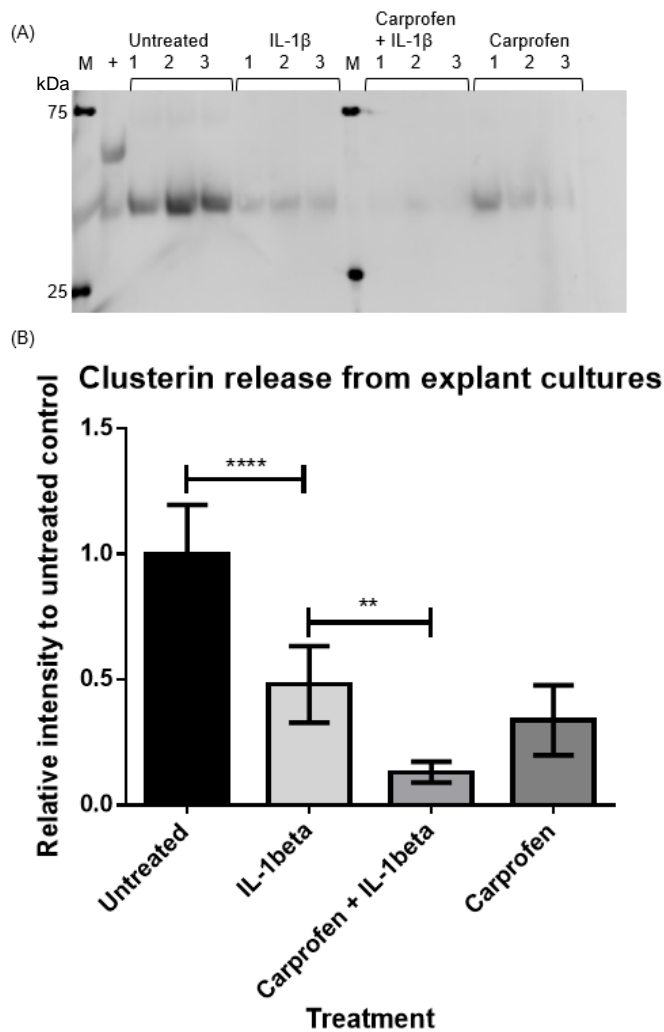 (A)
Untreated IL-1β Carprofen + IL-1β Carprofen
M + 1 2 3 1 2 3 M 1 2 3 1 2 3
kDa
75
25
(B)
Clusterin release from explant cultures
Relative intensity to untreated control
1.5
1.0
0.5
0.0
****
**
Untreated
IL-1beta
Carprofen + IL-1beta
Carprofen
Treatment